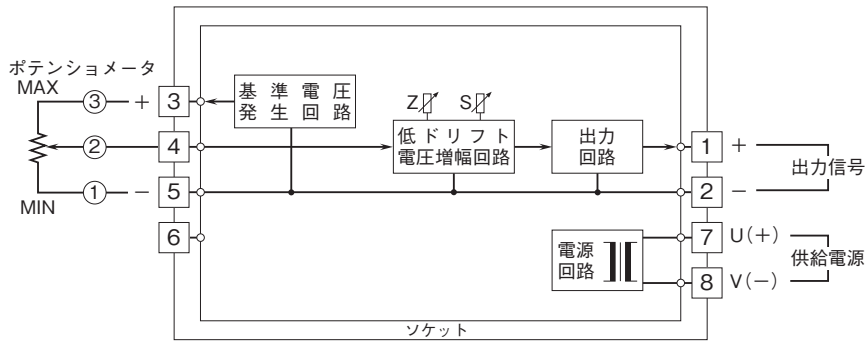 ポテンショメータ
MAX
③ +
②
① −
MIN
3
4
5
6
基準電圧
発生回路
Z
S
低ドリフト
電圧増幅回路
出力
回路
電源
回路
1 +
2 −
出力信号
7 U(+)
8 V(−)
供給電源
ソケット